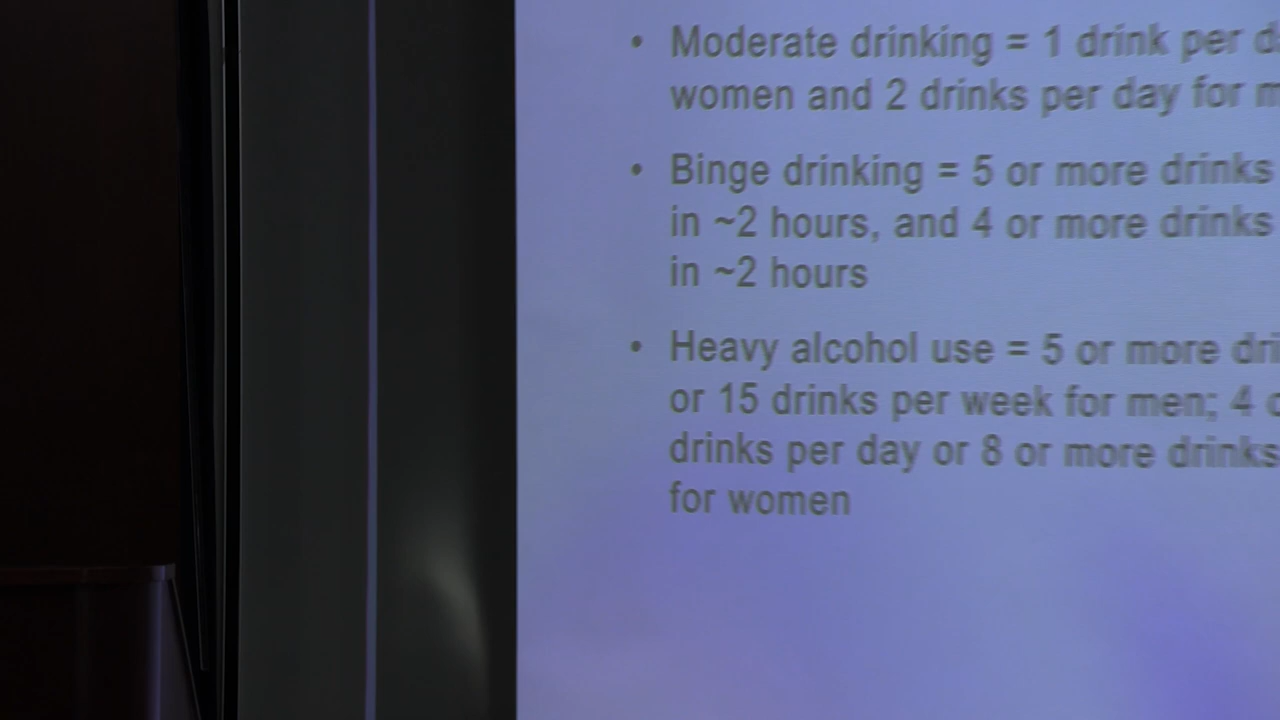 • Moderate drinking = 1 drink per
women and 2 drinks per day for
• Binge drinking = 5 or more drinks
in ~2 hours, and 4 or more drinks
in ~2 hours
• Heavy alcohol use = 5 or more
or 15 drinks per week for men; 4
drinks per day or 8 or more drinks
for women